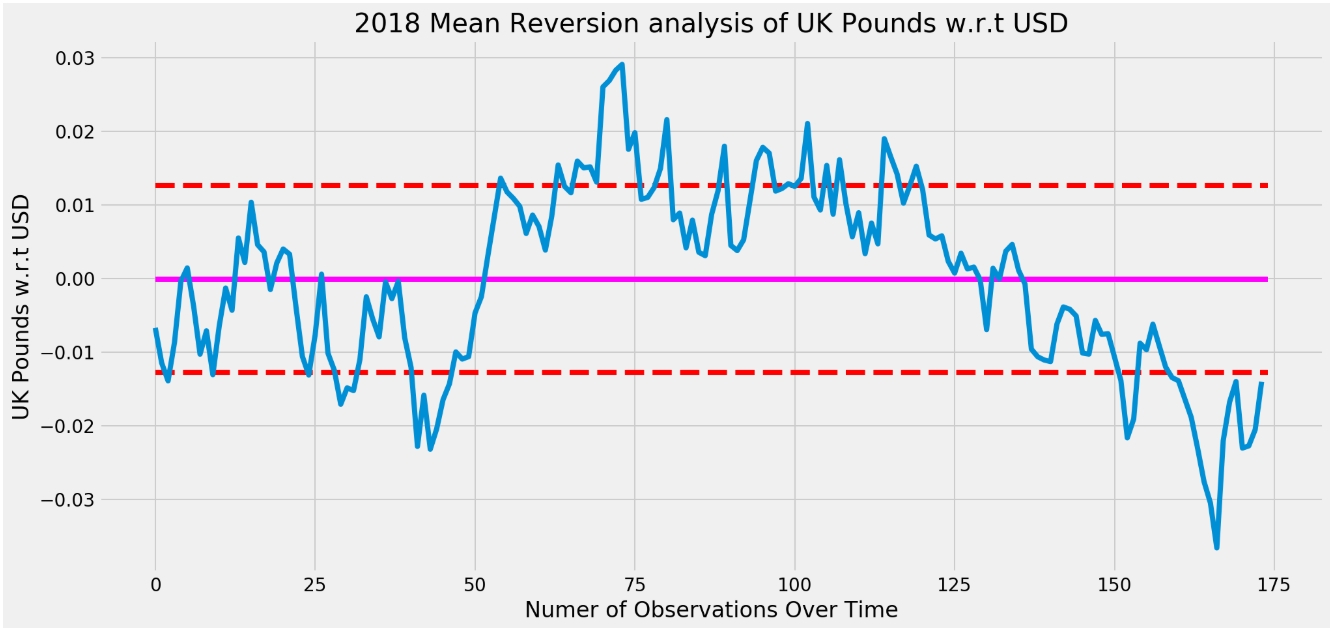 2018 Mean Reversion analysis of UK Pounds w.r.t USD
UK Pounds w.r.t USD
0.03
0.02
0.01
0.00
−0.01
−0.02
−0.03
0 25 50 75 100 125 150 175
Numer of Observations Over Time